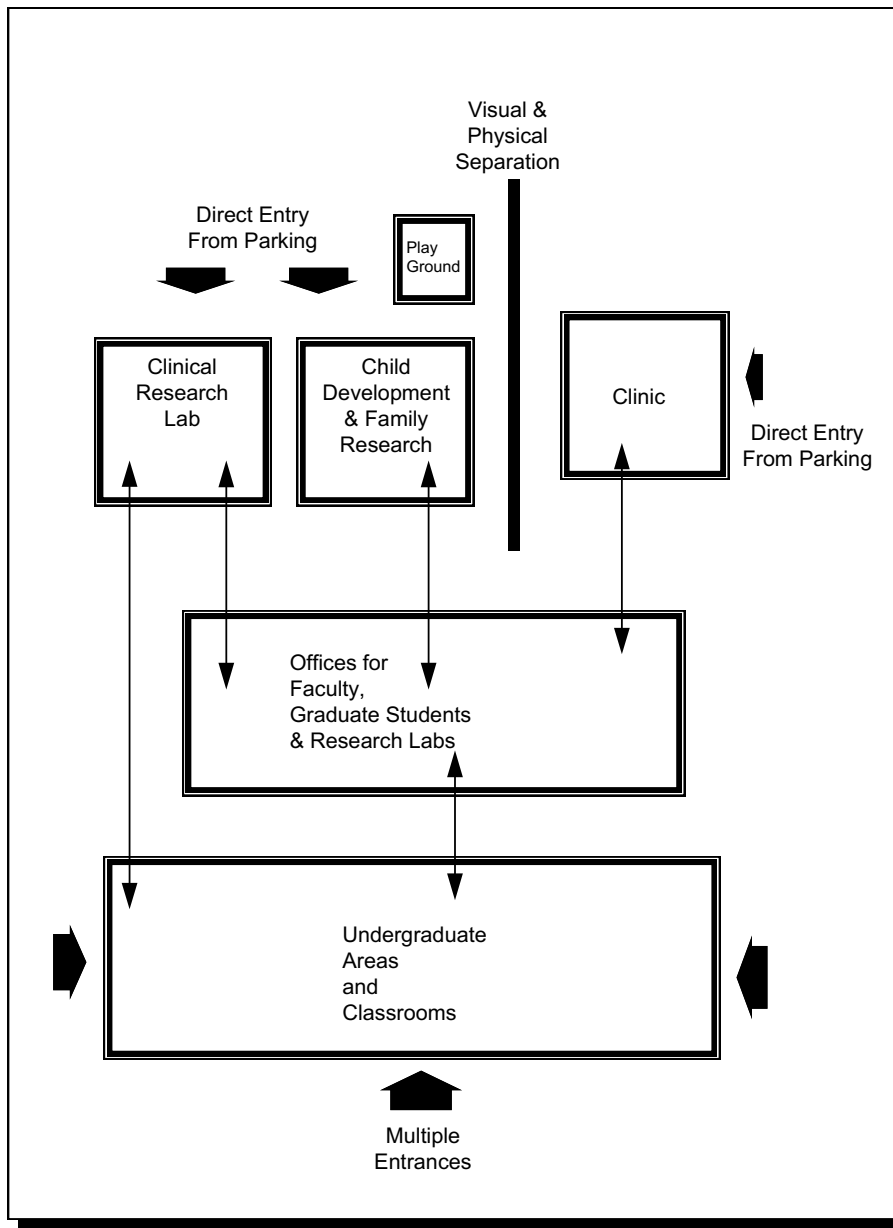 Visual &
Physical
Separation
Direct Entry
From Parking
Play
Ground
Clinical
Research
Lab
Child
Development
& Family
Research
Clinic
Direct Entry
From Parking
Offices for
Faculty,
Graduate Students
& Research Labs
Undergraduate
Areas
and
Classrooms
Multiple
Entrances